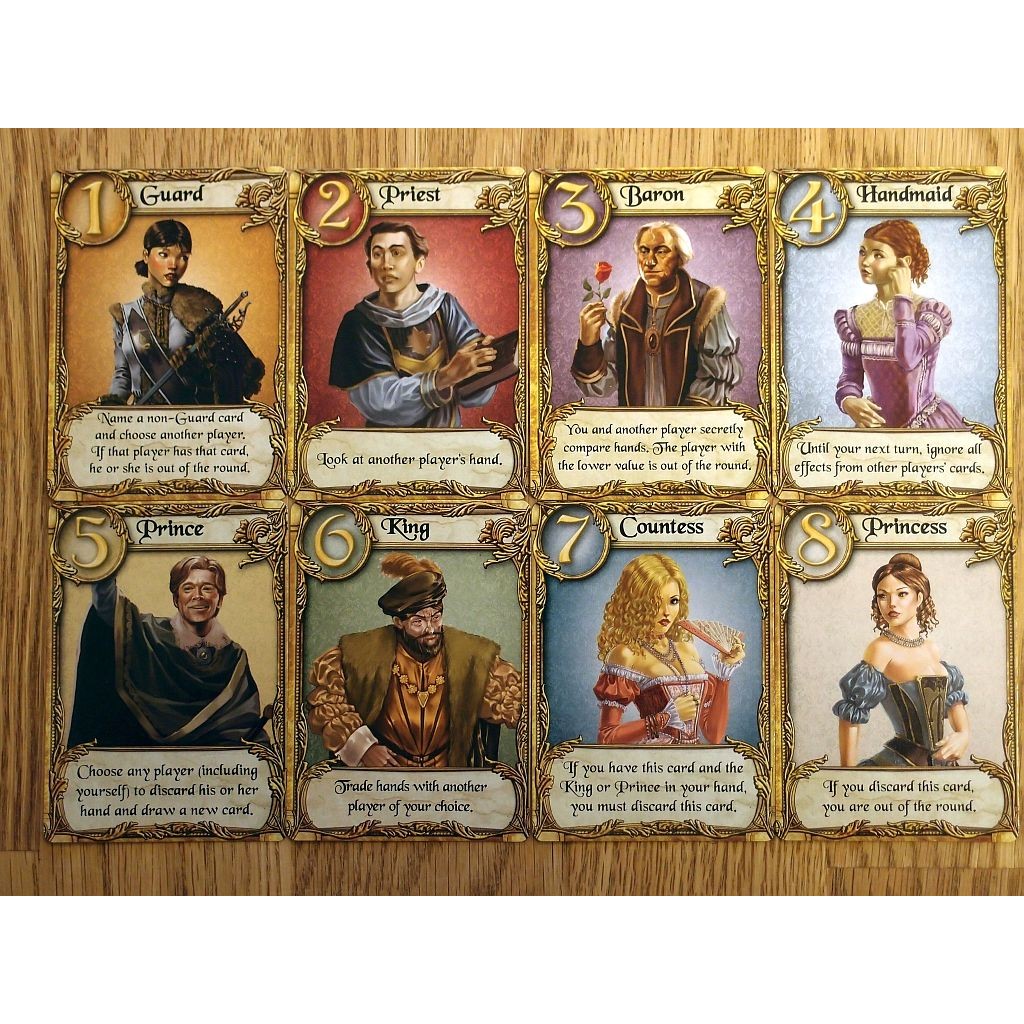 1 Guard
Name a non-Guard card
and choose another player.
If that player has that card,
he or she is out of the round.
2 Priest
Look at another player's hand.
3 Baron
You and another player secretly
compare hands. The player with
the lower value is out of the round.
4 Handmaid
Until your next turn, ignore all
effects from other players' cards.
5 Prince
Choose any player (including
yourself) to discard his or her
hand and draw a new card.
6 King
Trade hands with another
player of your choice.
7 Countess
If you have this card and the
King or Prince in your hand,
you must discard this card.
8 Princess
If you discard this card,
you are out of the round.